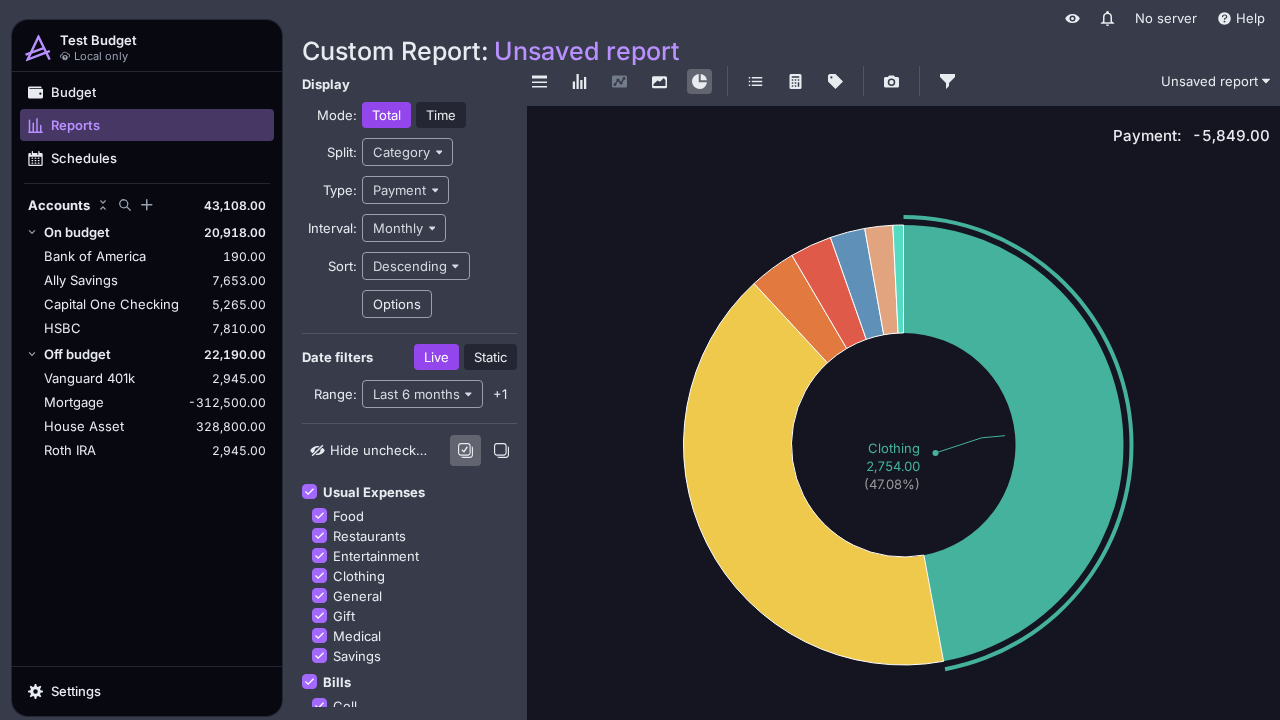 Test Budget
Local only
Budget
Reports
Schedules
Accounts 43,108.00
On budget 20,918.00
Bank of America 190.00
Ally Savings 7,653.00
Capital One Checking 5,265.00
HSBC 7,810.00
Off budget 22,190.00
Vanguard 401k 2,945.00
Mortgage -312,500.00
House Asset 328,800.00
Roth IRA 2,945.00
Settings
No server
Help
Custom Report: Unsaved report
Display
Mode: Total Time
Split: Category
Type: Payment
Interval: Monthly
Sort: Descending
Options
Date filters Live Static
Range: Last 6 months +1
Hide uncheck...
Usual Expenses
Food
Restaurants
Entertainment
Clothing
General
Gift
Medical
Savings
Bills
Cell
Unsaved report
Payment: -5,849.00
Clothing
2,754.00
(47.08%)